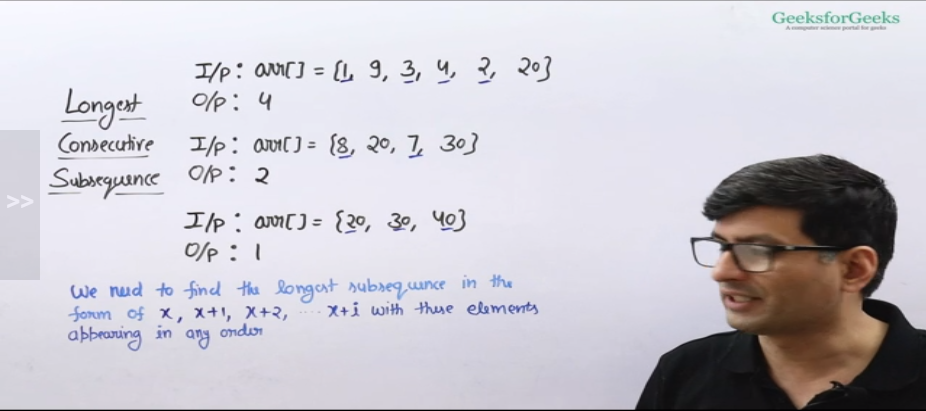 GeeksforGeeks
A computer science portal for geeks
Longest
Consecutive
Subsequence
I/p: arr[] = {1, 9, 3, 4, 2, 20}
O/p: 4
I/p: arr[] = {8, 20, 7, 30}
O/p: 2
I/p: arr[] = {20, 30, 40}
O/p: 1
We need to find the longest subsequence in the
form of x, x+1, x+2, ... x+i with these elements
appearing in any order
>>